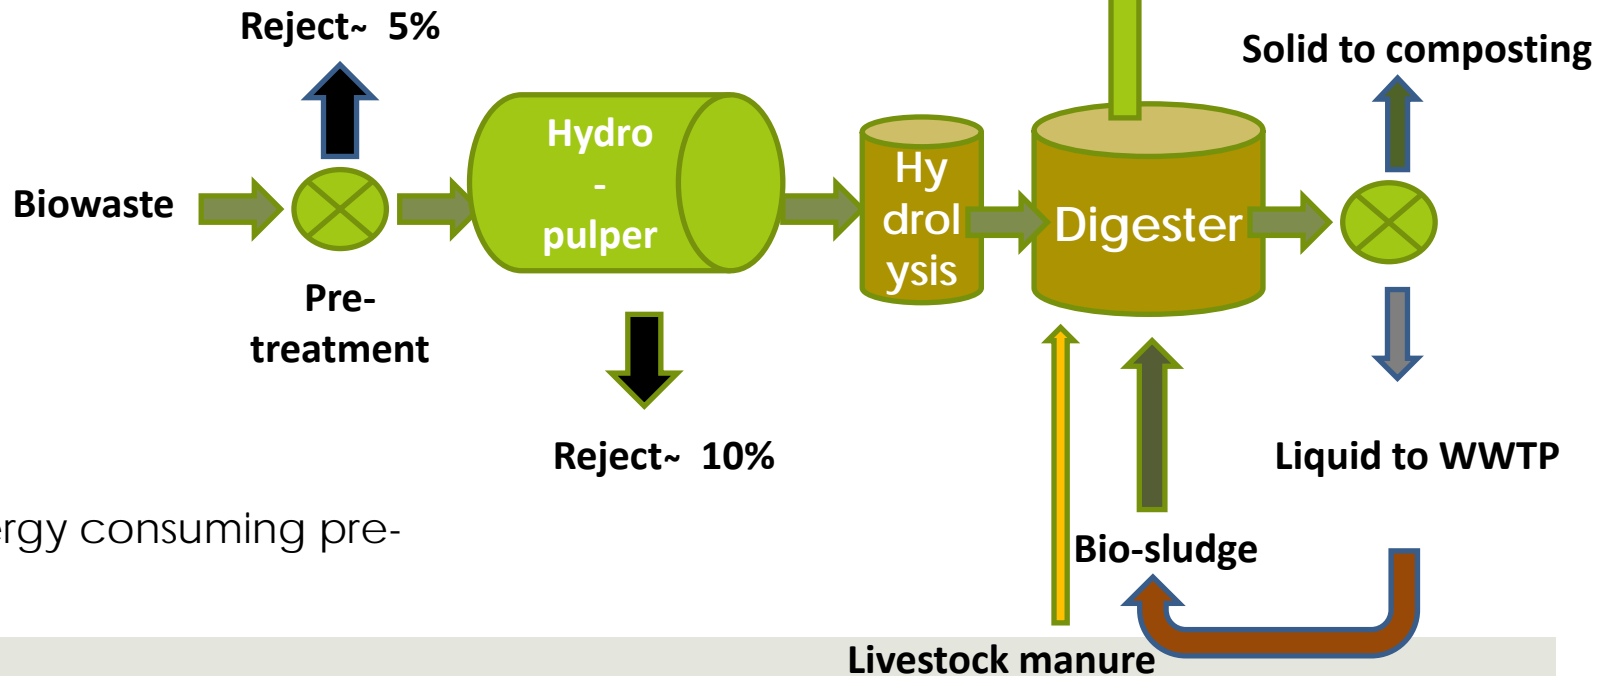 Reject~ 5%
Solid to composting
Hydro
-
pulper
Hy
drol
ysis
Biowaste
Digester
Pre-
treatment
Reject~ 10%
Liquid to WWTP
ergy consuming pre-
Bio-sludge
Livestock manure